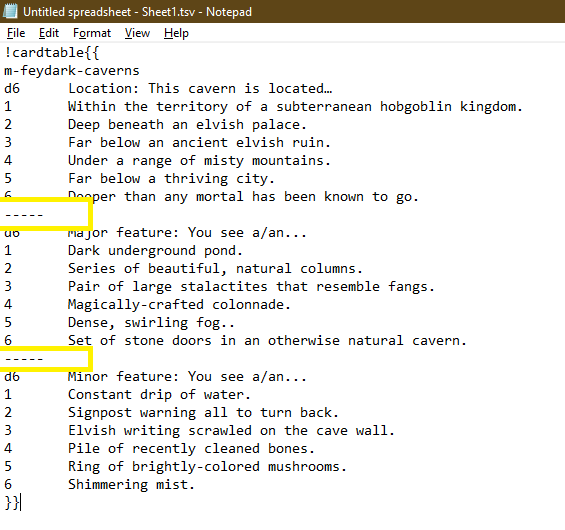 Untitled spreadsheet - Sheet1.tsv - Notepad
File Edit Format View Help
!cardtable{{
m-feydark-caverns
d6 Location: This cavern is located…
1 Within the territory of a subterranean hobgoblin kingdom.
2 Deep beneath an elvish palace.
3 Far below an ancient elvish ruin.
4 Under a range of misty mountains.
5 Far below a thriving city.
6 Deeper than any mortal has been known to go.
-----
d6 Major feature: You see a/an...
1 Dark underground pond.
2 Series of beautiful, natural columns.
3 Pair of large stalactites that resemble fangs.
4 Magically-crafted colonnade.
5 Dense, swirling fog..
6 Set of stone doors in an otherwise natural cavern.
-----
d6 Minor feature: You see a/an...
1 Constant drip of water.
2 Signpost warning all to turn back.
3 Elvish writing scrawled on the cave wall.
4 Pile of recently cleaned bones.
5 Ring of brightly-colored mushrooms.
6 Shimmering mist.
}}